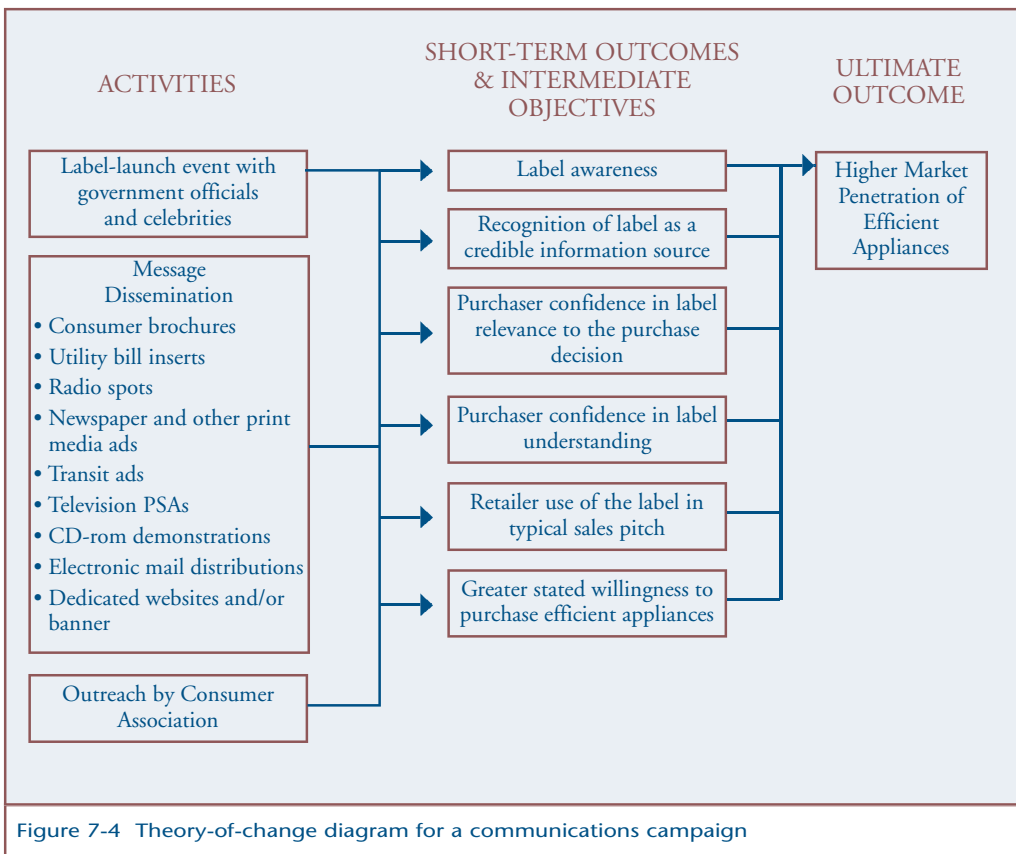 ACTIVITIES
SHORT-TERM OUTCOMES
& INTERMEDIATE
OBJECTIVES
ULTIMATE
OUTCOME
Label-launch event with
government officials
and celebrities
Message
Dissemination
• Consumer brochures
• Utility bill inserts
• Radio spots
• Newspaper and other print
media ads
• Transit ads
• Television PSAs
• CD-rom demonstrations
• Electronic mail distributions
• Dedicated websites and/or
banner
Outreach by Consumer
Association
Label awareness
Recognition of label as a
credible information source
Purchaser confidence in label
relevance to the purchase
decision
Purchaser confidence in label
understanding
Retailer use of the label in
typical sales pitch
Greater stated willingness to
purchase efficient appliances
Higher Market
Penetration of
Efficient
Appliances
Figure 7-4 Theory-of-change diagram for a communications campaign